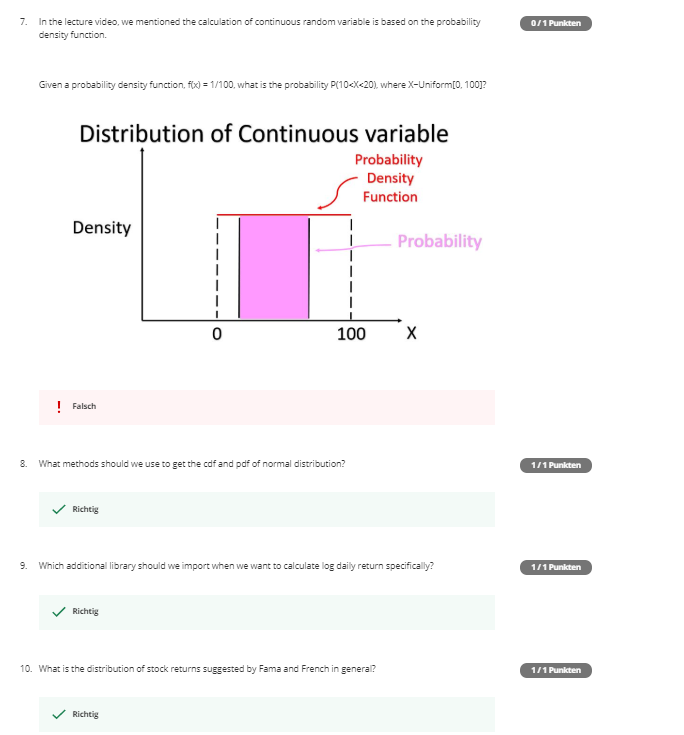 7. In the lecture video, we mentioned the calculation of continuous random variable is based on the probability
density function.
0 / 1 Punkten
Given a probability density function, f(x) = 1/100, what is the probability P(10<X<20), where X~Uniform[0, 100]?
Distribution of Continuous variable
Probability
Density
Function
Density
Probability
0
100
X
! Falsch
8. What methods should we use to get the cdf and pdf of normal distribution?
1 / 1 Punkten
Richtig
9. Which additional library should we import when we want to calculate log daily return specifically?
1 / 1 Punkten
Richtig
10. What is the distribution of stock returns suggested by Fama and French in general?
1 / 1 Punkten
Richtig